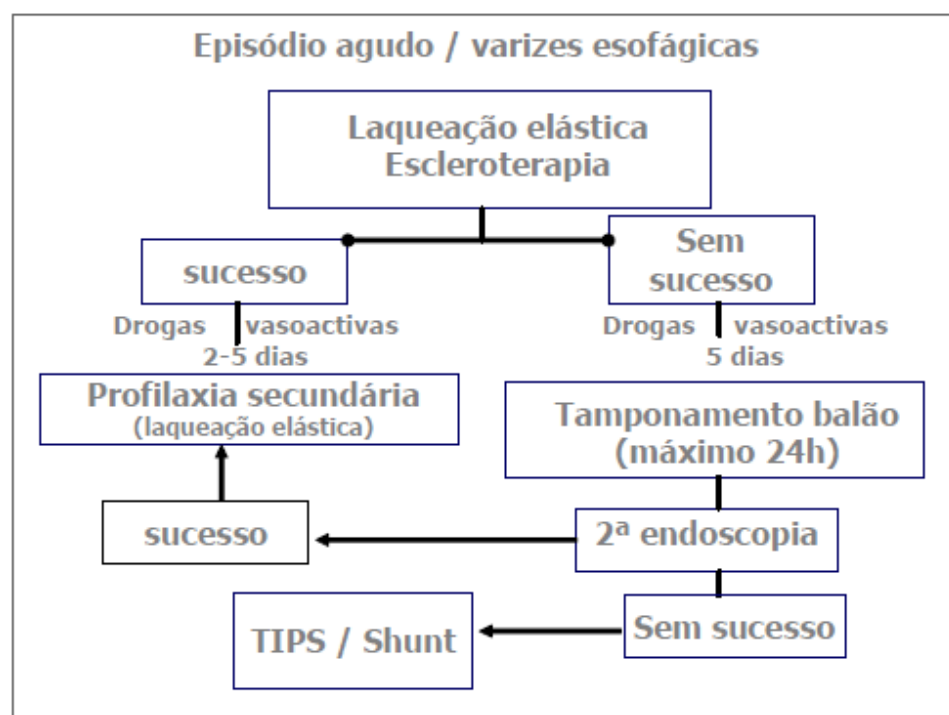 Episódio agudo / varizes esofágicas
Laqueação elástica
Escleroterapia
sucesso
Sem
sucesso
Drogas vasoactivas
2-5 dias
Drogas vasoactivas
5 dias
Profilaxia secundária
(laqueação elástica)
Tamponamento balão
(máximo 24h)
sucesso
2ª endoscopia
TIPS / Shunt
Sem sucesso